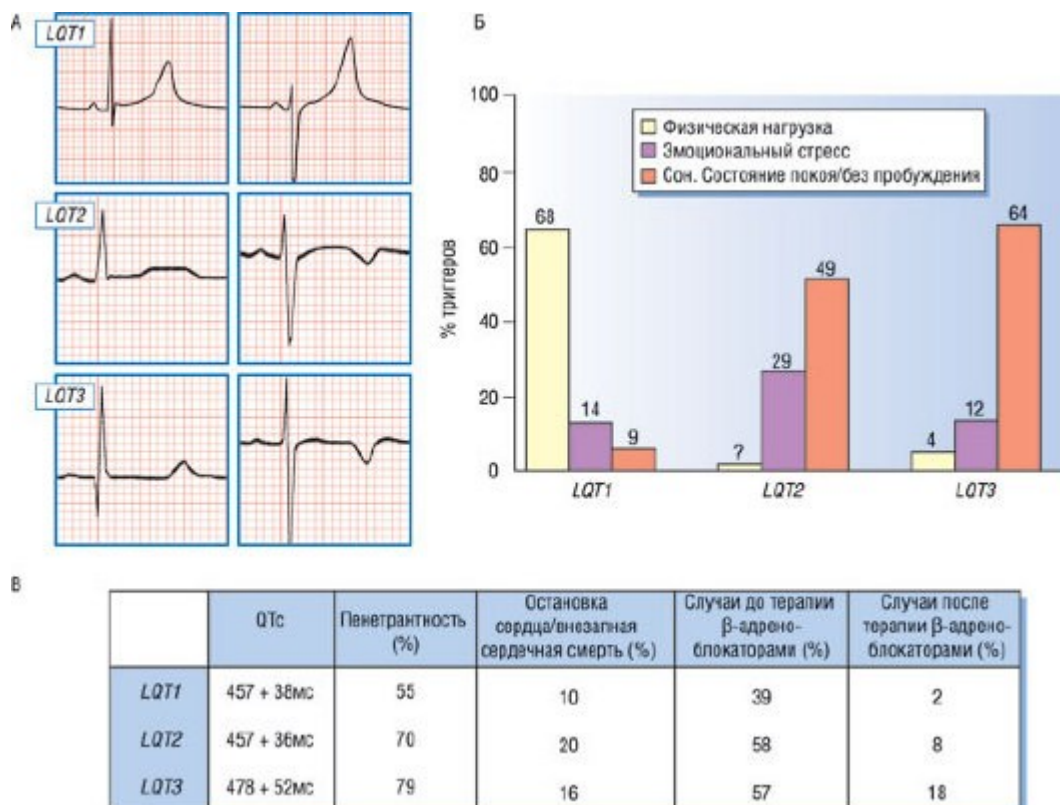 А
LQT1
LQT2
LQT3
Б
100
80
60
40
20
0
% триггеров
Физическая нагрузка
Эмоциональный стресс
Сон. Состояние покоя/без пробуждения
68
14
9
?
29
49
4
12
64
LQT1 LQT2 LQT3
В
QTc Пенетрантность (%) Остановка сердца/внезапная сердечная смерть (%) Случаи до терапии β-адрено-блокаторами (%) Случаи после терапии β-адрено-блокаторами (%)
LQT1 457 + 38мс 55 10 39 2
LQT2 457 + 36мс 70 20 58 8
LQT3 478 + 52мс 79 16 57 18